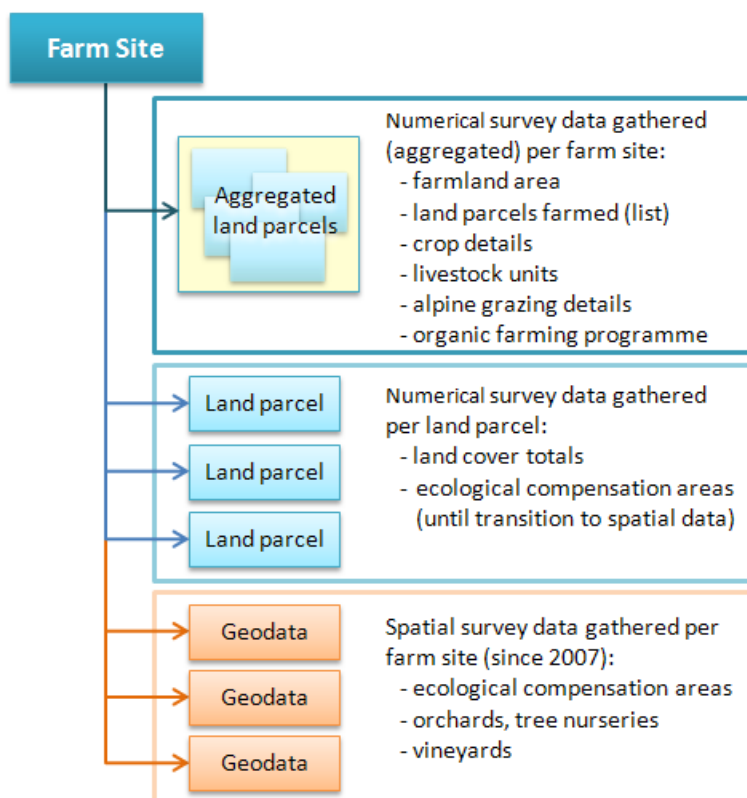 Farm Site
Aggregated
land parcels
Numerical survey data gathered
(aggregated) per farm site:
- farmland area
- land parcels farmed (list)
- crop details
- livestock units
- alpine grazing details
- organic farming programme
Land parcel
Land parcel
Land parcel
Numerical survey data gathered
per land parcel:
- land cover totals
- ecological compensation areas
(until transition to spatial data)
Geodata
Geodata
Geodata
Spatial survey data gathered per
farm site (since 2007):
- ecological compensation areas
- orchards, tree nurseries
- vineyards